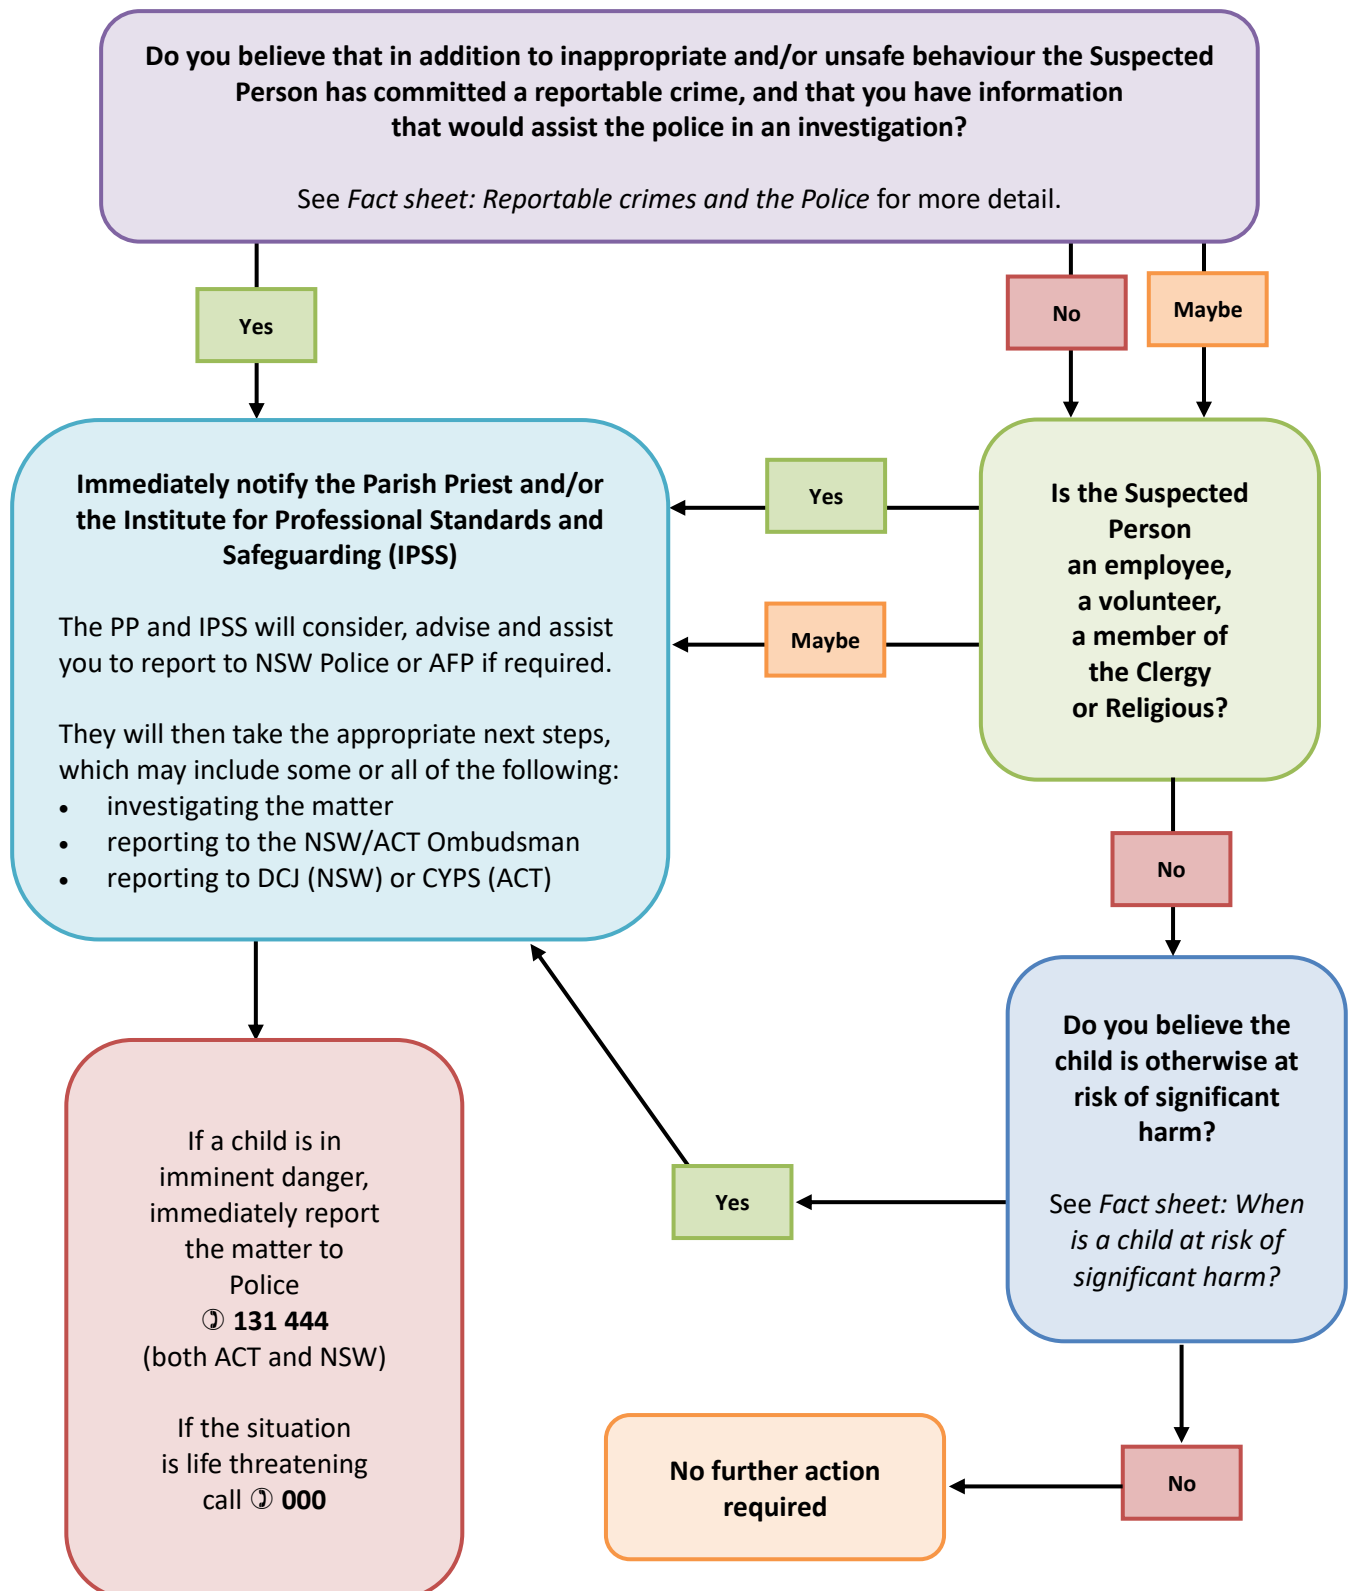 Do you believe that in addition to inappropriate and/or unsafe behaviour the Suspected
Person has committed a reportable crime, and that you have information
that would assist the police in an investigation?
See Fact sheet: Reportable crimes and the Police for more detail.
Yes
No
Maybe
Immediately notify the Parish Priest and/or
the Institute for Professional Standards and
Safeguarding (IPSS)
The PP and IPSS will consider, advise and assist
you to report to NSW Police or AFP if required.
They will then take the appropriate next steps,
which may include some or all of the following:
• investigating the matter
• reporting to the NSW/ACT Ombudsman
• reporting to DCJ (NSW) or CYPS (ACT)
Yes
Maybe
Is the Suspected
Person
an employee,
a volunteer,
a member of
the Clergy
or Religious?
No
Do you believe the
child is otherwise at
risk of significant
harm?
See Fact sheet: When
is a child at risk of
significant harm?
Yes
If a child is in
imminent danger,
immediately report
the matter to
Police
✆ 131 444
(both ACT and NSW)
If the situation
is life threatening
call ✆ 000
No
No further action
required